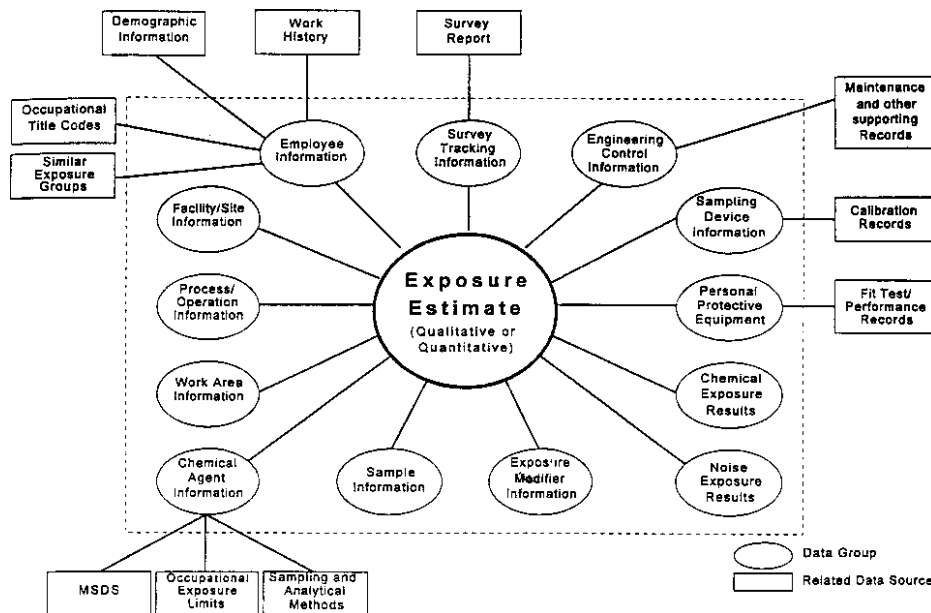 Demographic
Information
Work
History
Survey
Report
Maintenance
and other
supporting
Records
Occupational
Title Codes
Employee
Information
Survey
Tracking
Information
Engineering
Control
Information
Similar
Exposure
Groups
Facility/Site
Information
Sampling
Device
Information
Calibration
Records
Exposure
Estimate
(Qualitative or
Quantitative)
Process/
Operation
Information
Personal
Protective
Equipment
Fit Test/
Performance
Records
Work Area
Information
Chemical
Exposure
Results
Chemical
Agent
Information
Sample
Information
Exposure
Modifier
Information
Noise
Exposure
Results
MSDS
Occupational
Exposure
Limits
Sampling and
Analytical
Methods
Data Group
Related Data Source